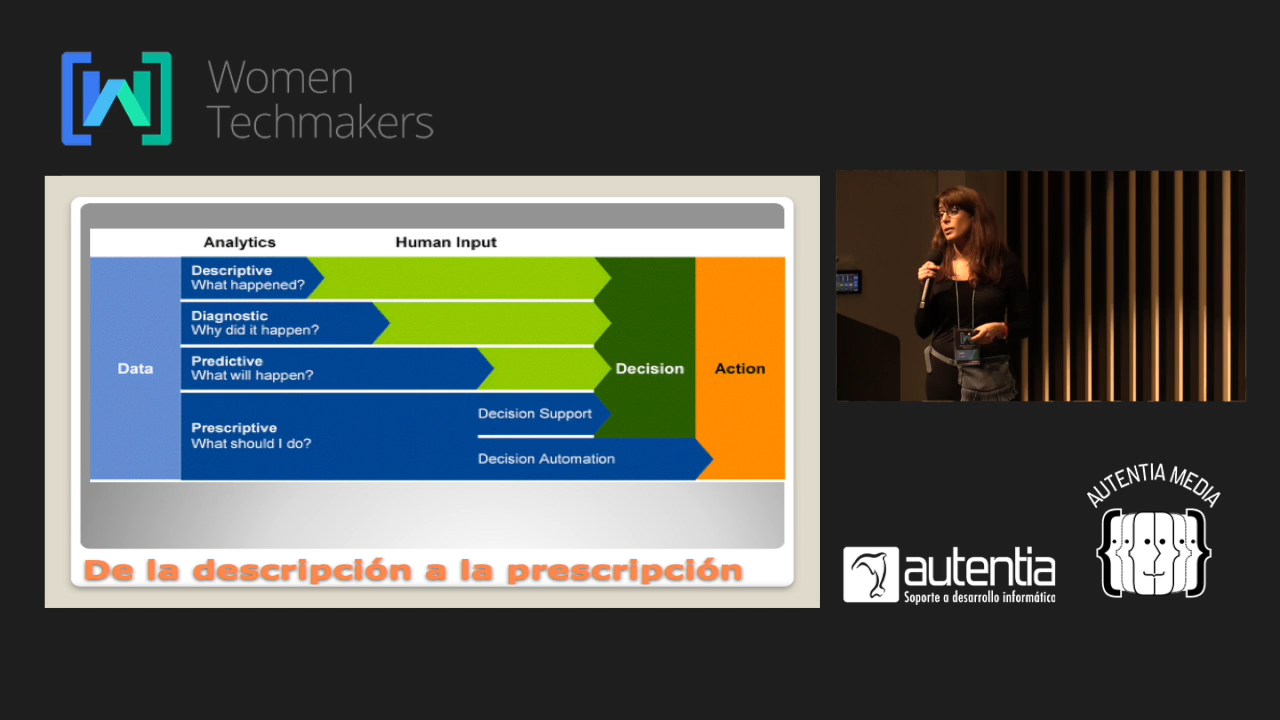 Women
Techmakers
Analytics
Human Input
Descriptive
What happened?
Diagnostic
Why did it happen?
Predictive
What will happen?
Data
Decision
Action
Decision Support
Prescriptive
What should I do?
Decision Automation
De la descripción a la prescripción
AUTENTIA MEDIA
autentia
Soporte a desarrollo informático